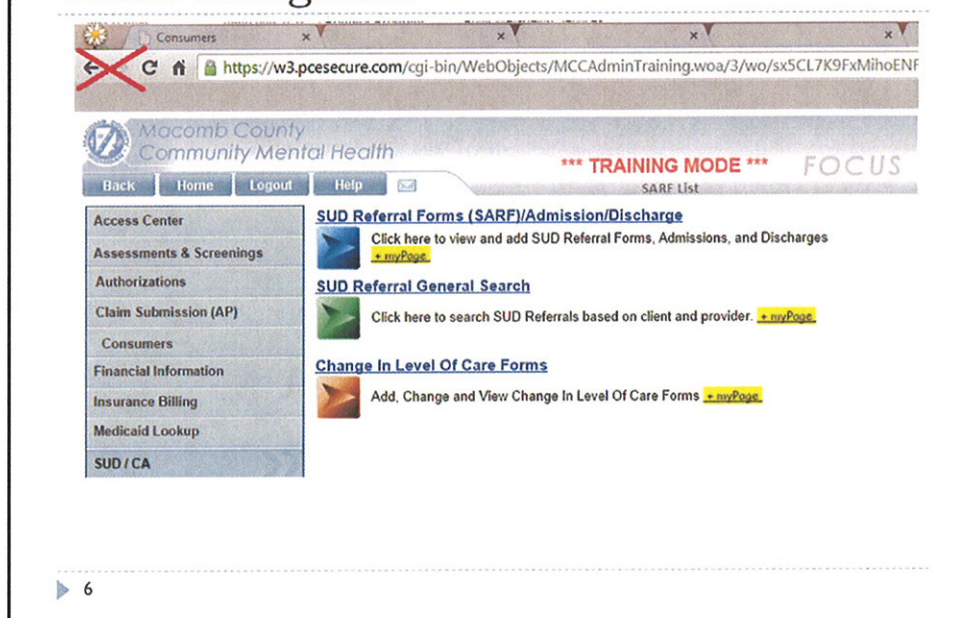 Consumers
https://w3.pcesecure.com/cgi-bin/WebObjects/MCCAdminTraining.woa/3/wo/sx5CL7K9FxMihoENF
Macomb County
Community Mental Health
*** TRAINING MODE ***
FOCUS
Back
Home
Logout
Help
SARF List
Access Center
Assessments & Screenings
Authorizations
Claim Submission (AP)
Consumers
Financial Information
Insurance Billing
Medicaid Lookup
SUD / CA
SUD Referral Forms (SARF)/Admission/Discharge
Click here to view and add SUD Referral Forms, Admissions, and Discharges
+ myPage
SUD Referral General Search
Click here to search SUD Referrals based on client and provider. + myPage
Change In Level Of Care Forms
Add, Change and View Change In Level Of Care Forms + myPage
6